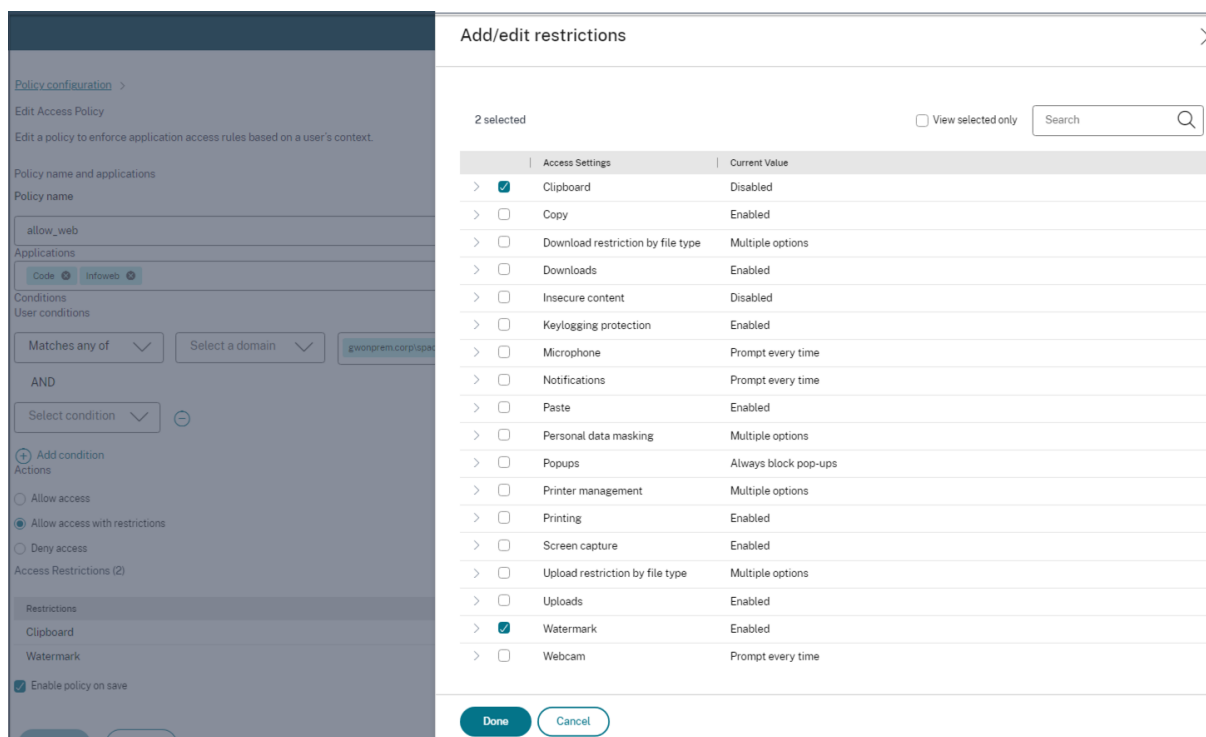 Policy configuration >
Edit Access Policy
Edit a policy to enforce application access rules based on a user's context.
Policy name and applications
Policy name
allow_web
Applications
Code Infoweb
Conditions
User conditions
Matches any of Select a domain gwonprem.corp\spac
AND
Select condition
Add condition
Actions
Allow access
Allow access with restrictions
Deny access
Access Restrictions (2)
Restrictions
Clipboard
Watermark
Enable policy on save
Add/edit restrictions
2 selected View selected only Search
Access Settings Current Value
Clipboard Disabled
Copy Enabled
Download restriction by file type Multiple options
Downloads Enabled
Insecure content Disabled
Keylogging protection Enabled
Microphone Prompt every time
Notifications Prompt every time
Paste Enabled
Personal data masking Multiple options
Popups Always block pop-ups
Printer management Multiple options
Printing Enabled
Screen capture Enabled
Upload restriction by file type Multiple options
Uploads Enabled
Watermark Enabled
Webcam Prompt every time
Done Cancel